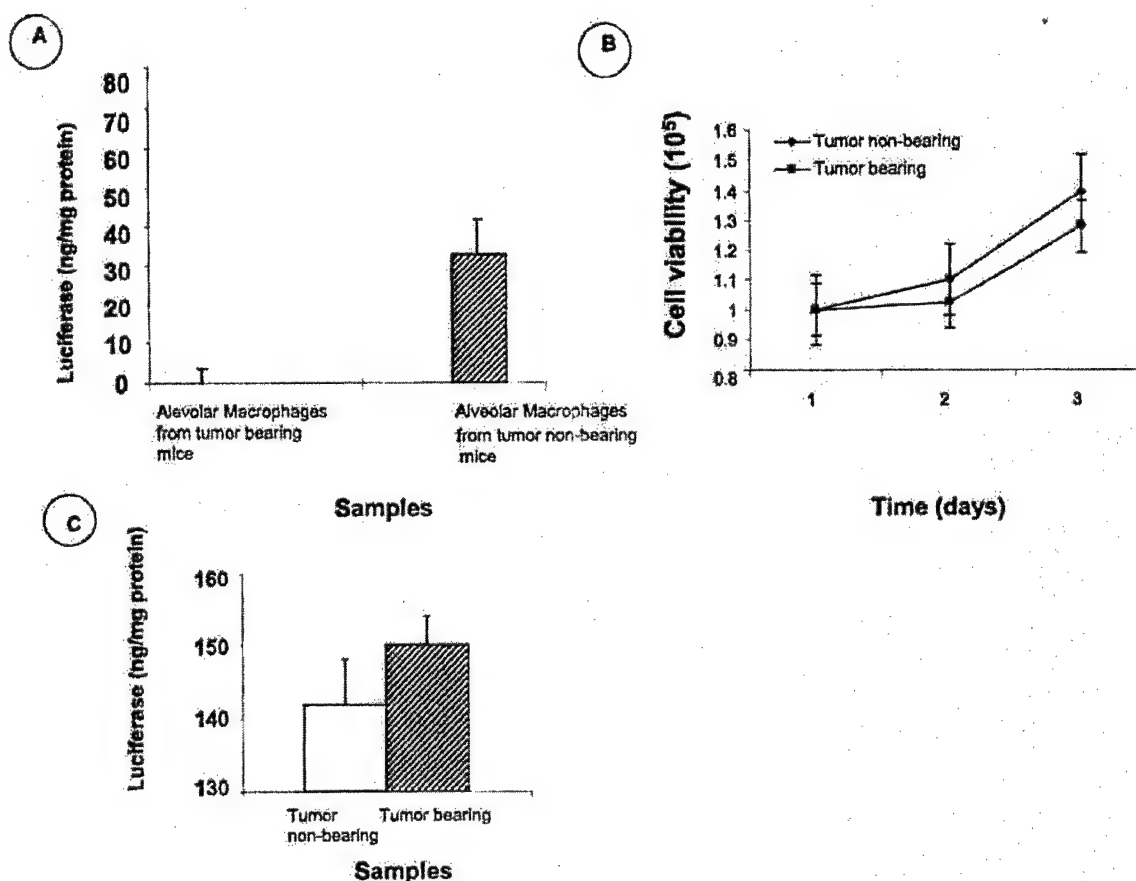 A
80
70
60
50
40
30
20
10
0
Luciferase (ng/mg protein)
Alevolar Macrophages
from tumor bearing
mice
Alveolar Macrophages
from tumor non-bearing
mice
Samples
B
Cell viability (10⁵)
1.6
1.5
1.4
1.3
1.2
1.1
1
0.9
0.8
Tumor non-bearing
Tumor bearing
1
2
3
Time (days)
C
Luciferase (ng/mg protein)
160
150
140
130
Tumor
non-bearing
Tumor bearing
Samples